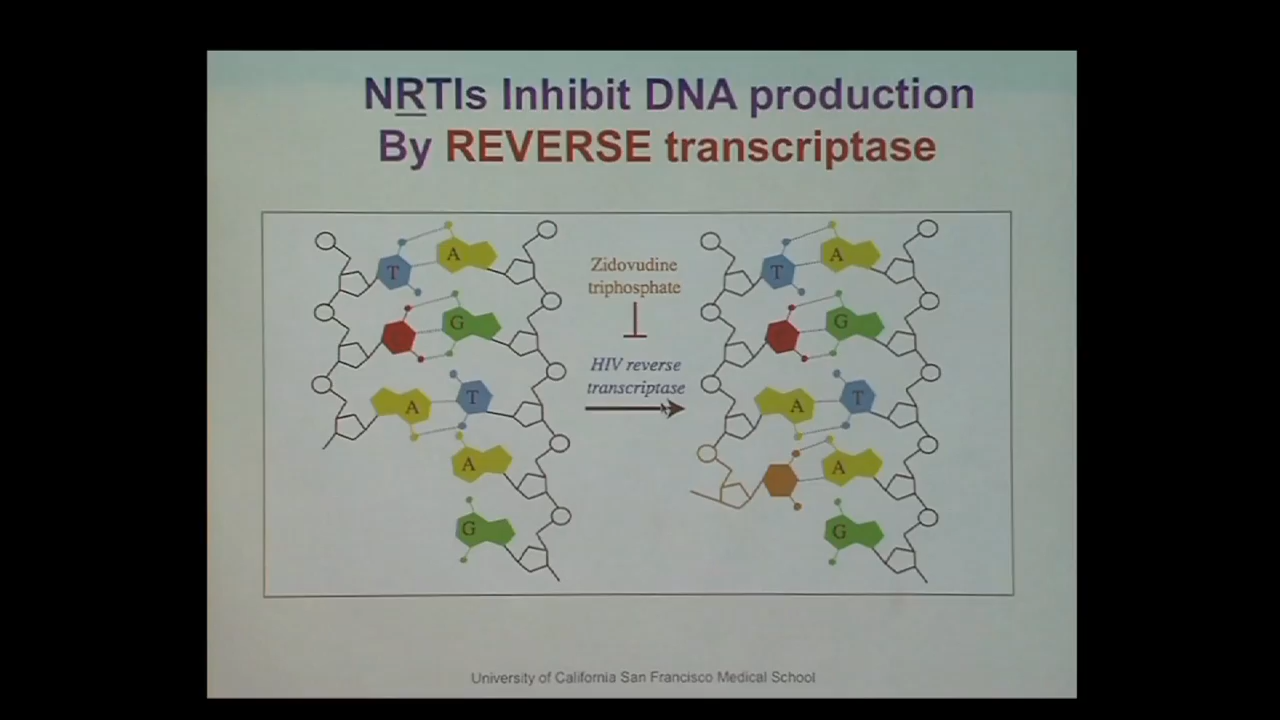 NRTIs Inhibit DNA production
By REVERSE transcriptase
T A
G
A T
A
G
Zidovudine
triphosphate
HIV reverse
transcriptase
T A
G
A T
A
G
University of California San Francisco Medical School